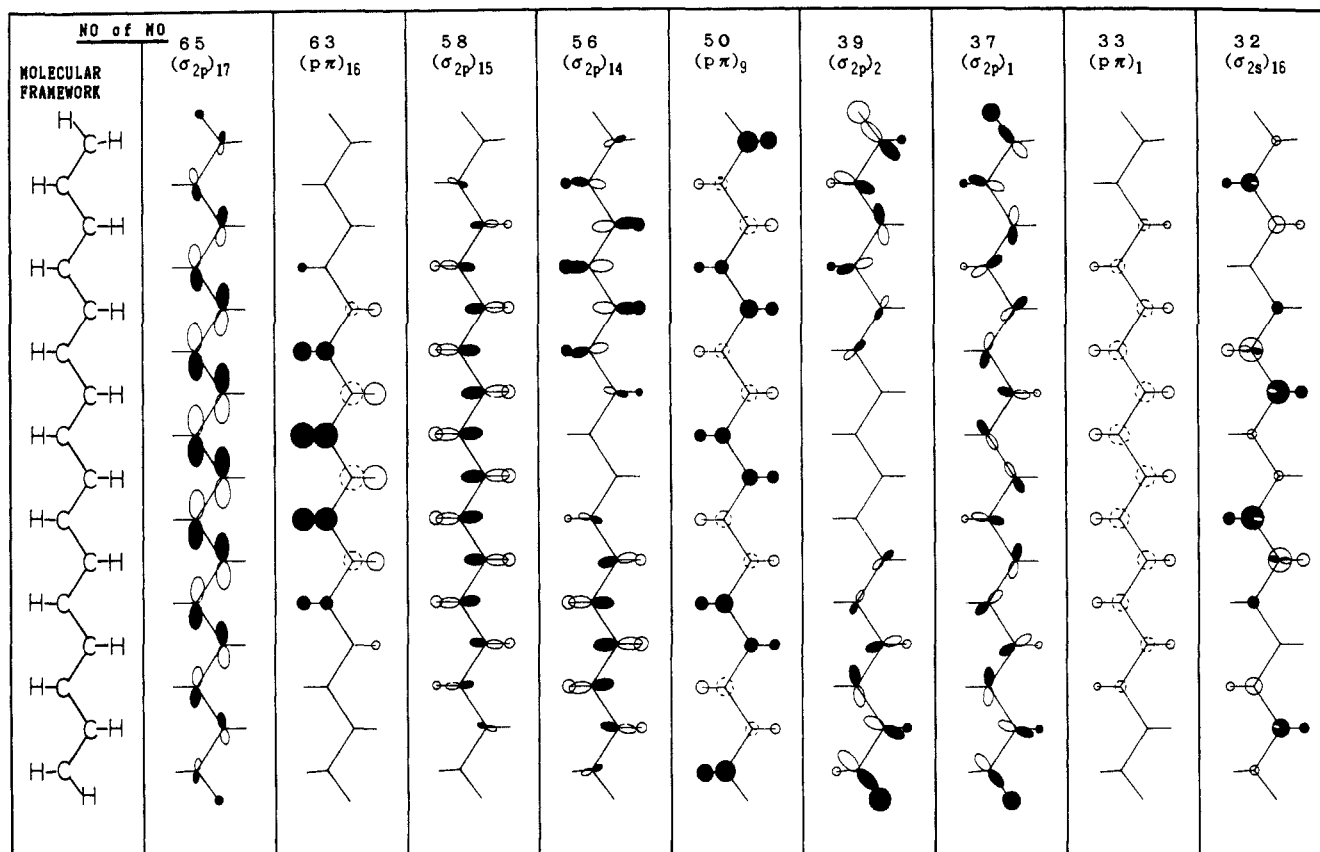 NO of MO
65 63 58 56 50 39 37 33 32
(σ2p)17 (pπ)16 (σ2p)15 (σ2p)14 (pπ)9 (σ2p)2 (σ2p)1 (pπ)1 (σ2s)16
MOLECULAR
FRAMEWORK
H
C-H
H-C
C-H
H-C
C-H
H-C
C-H
H-C
C-H
H-C
C-H
H-C
C-H
H-C
C-H
H-C
H